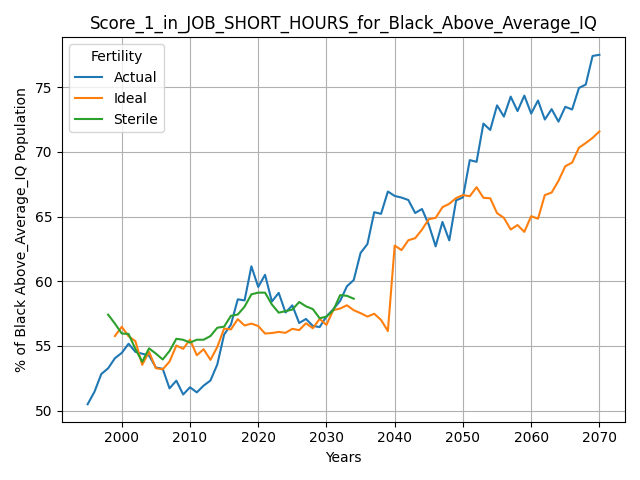 Score_1_in_JOB_SHORT_HOURS_for_Black_Above_Average_IQ
% of Black Above_Average_IQ Population
Fertility
Actual
Ideal
Sterile
75
70
65
60
55
50
2000 2010 2020 2030 2040 2050 2060 2070
Years